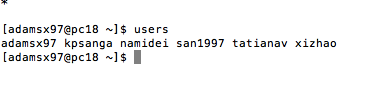 *
[adamsx97@pc18 ~]$ users
adamsx97 kpsanga namidei san1997 tatianav xizhao
[adamsx97@pc18 ~]$